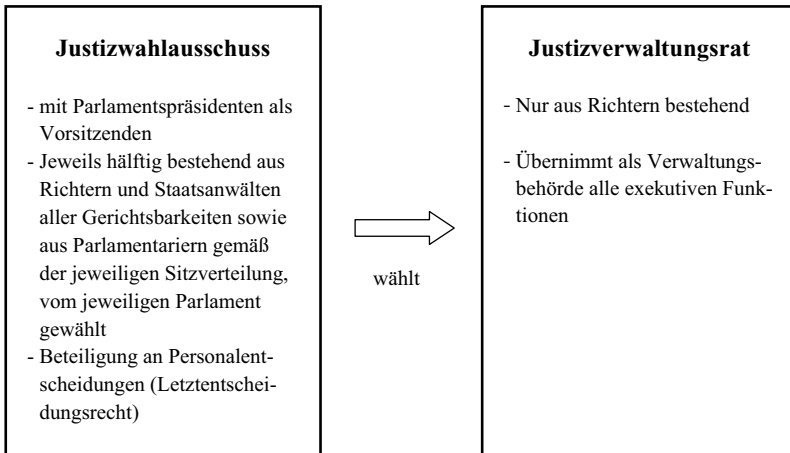 Justizwahlausschuss
- mit Parlamentspräsidenten als
Vorsitzenden
- Jeweils hälftig bestehend aus
Richtern und Staatsanwälten
aller Gerichtsbarkeiten sowie
aus Parlamentariern gemäß
der jeweiligen Sitzverteilung,
vom jeweiligen Parlament
gewählt
- Beteiligung an Personalent-
scheidungen (Letztentschei-
dungsrecht)
wählt
Justizverwaltungsrat
- Nur aus Richtern bestehend
- Übernimmt als Verwaltungs-
behörde alle exekutiven Funk-
tionen